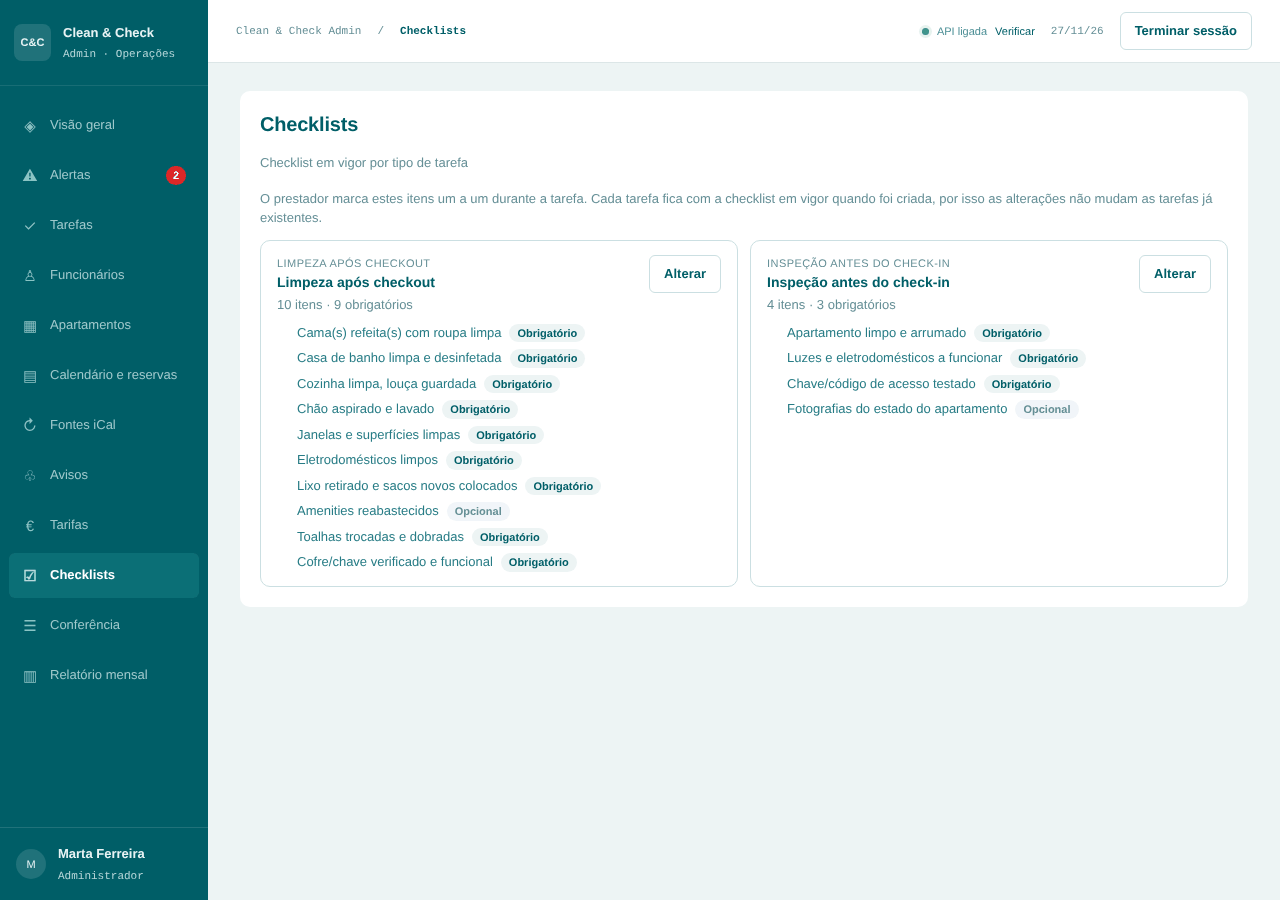 C&C
Clean & Check
Admin · Operações
Visão geral
Alertas
2
Tarefas
Funcionários
Apartamentos
Calendário e reservas
Fontes iCal
Avisos
€ Tarifas
Checklists
Conferência
Relatório mensal
M
Marta Ferreira
Administrador
Clean & Check Admin / Checklists
API ligada Verificar 27/11/26 Terminar sessão
Checklists
Checklist em vigor por tipo de tarefa
O prestador marca estes itens um a um durante a tarefa. Cada tarefa fica com a checklist em vigor quando foi criada, por isso as alterações não mudam as tarefas já
existentes.
LIMPEZA APÓS CHECKOUT
Limpeza após checkout
Alterar
10 itens · 9 obrigatórios
Cama(s) refeita(s) com roupa limpa Obrigatório
Casa de banho limpa e desinfetada Obrigatório
Cozinha limpa, louça guardada Obrigatório
Chão aspirado e lavado Obrigatório
Janelas e superfícies limpas Obrigatório
Eletrodomésticos limpos Obrigatório
Lixo retirado e sacos novos colocados Obrigatório
Amenities reabastecidos Opcional
Toalhas trocadas e dobradas Obrigatório
Cofre/chave verificado e funcional Obrigatório
INSPEÇÃO ANTES DO CHECK-IN
Inspeção antes do check-in
Alterar
4 itens · 3 obrigatórios
Apartamento limpo e arrumado Obrigatório
Luzes e eletrodomésticos a funcionar Obrigatório
Chave/código de acesso testado Obrigatório
Fotografias do estado do apartamento Opcional